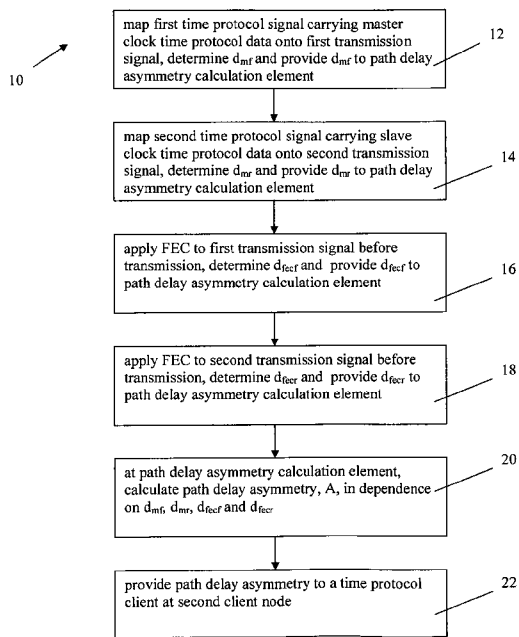 10
map first time protocol signal carrying master
clock time protocol data onto first transmission
signal, determine dmf and provide dmf to path delay
asymmetry calculation element
12
map second time protocol signal carrying slave
clock time protocol data onto second transmission
signal, determine dmr and provide dmr to path delay
asymmetry calculation element
14
apply FEC to first transmission signal before
transmission, determine dfecf and provide dfecf to
path delay asymmetry calculation element
16
apply FEC to second transmission signal before
transmission, determine dfecr and provide dfecr to
path delay asymmetry calculation element
18
at path delay asymmetry calculation element,
calculate path delay asymmetry, A, in dependence
on dmf, dmr, dfecf and dfecr
20
provide path delay asymmetry to a time protocol
client at second client node
22